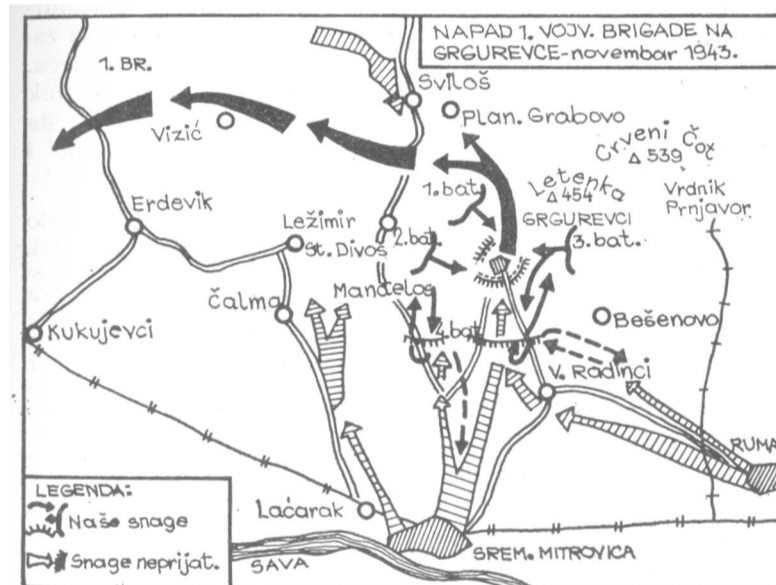 NAPAD 1. VOJV. BRIGADE NA
GRGUREVCE-novembar 1943.
1. BR.
Sviloš
Plan. Grabovo
Vizić
Crveni Čot
△ 539
Letenka
△ 454
Vrdnik
Prnjavor
1. bat.
GRGUREVCI
Erdevik
Ležimir
St. Divoš
2. bat.
3. bat.
Manđelos
Čalma
Kukujevci
4. bat.
Bešenovo
V. Radinci
RUMA
LEGENDA:
Naše snage
Snage neprijat.
Laćarak
SAVA
SREM. MITROVICA